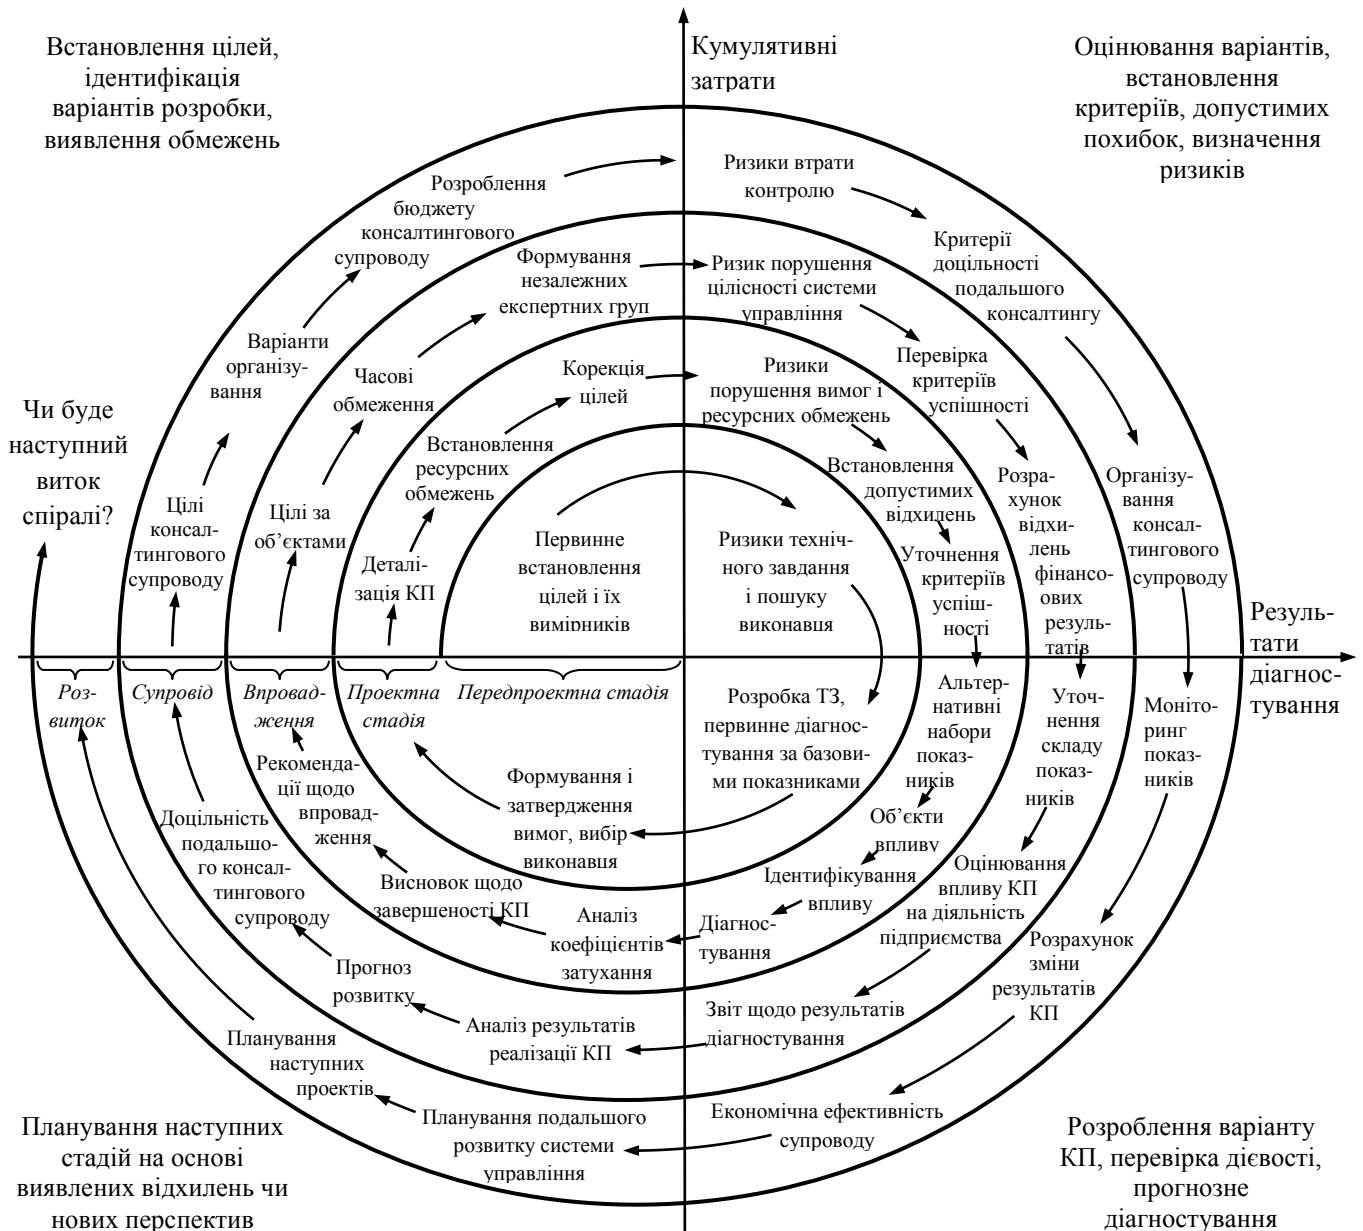 Встановлення цілей,
ідентифікація
варіантів розробки,
виявлення обмежень
Кумулятивні
затрати
Оцінювання варіантів,
встановлення
критеріїв, допустимих
похибок, визначення
ризиків
Розроблення
бюджету
консалтингового
супроводу
Ризики втрати
контролю
Критерії
доцільності
подальшого
консалтингу
Формування
незалежних
експертних груп
Ризик порушення
цілісності системи
управління
Варіанти
організу-
вання
Часові
обмеження
Корекція
цілей
Ризики
порушення вимог і
ресурсних обмежень
Перевірка
критеріїв
успішності
Чи буде
наступний
виток
спіралі?
Встановлення
ресурсних
обмежень
Встановлення
допустимих
відхилень
Розра-
хунок
відхи-
лень
фінансо-
ових
резуль-
татів
Організу-
вання
консал-
тингового
супроводу
Цілі
консал-
тингового
супроводу
Цілі за
об’єктами
Деталі-
зація КП
Первинне
встановлення
цілей і їх
вимірників
Ризики техніч-
ного завдання
і пошуку
виконавця
Уточнення
критеріїв
успіш-
ності
Резуль-
тати
діагнос-
тування
Роз-
виток
Супровід
Впровад-
ження
Проектна
стадія
Передпроектна стадія
Розробка ТЗ,
первинне діагнос-
тування за базови-
ми показниками
Альтер-
нативні
набори
показ-
ників
Уточ-
нення
складу
показ-
ників
Моніто-
ринг
показ-
ників
Формування і
затвердження
вимог, вибір
виконавця
Рекоменда-
ції щодо
впровад-
ження
Доцільність
подальшо-
го консал-
тингового
супроводу
Об’єкти
впливу
Ідентифікування
впливу
Оцінювання
впливу КП
на діяльність
підприємства
Висновок щодо
завершеності КП
Аналіз
коефіцієнтів
затухання
Діагнос-
тування
Розрахунок
зміни
результатів
КП
Прогноз
розвитку
Аналіз результатів
реалізації КП
Звіт щодо результатів
діагностування
Планування
наступних
проектів
Планування подальшого
розвитку системи
управління
Економічна ефективність
супроводу
Планування наступних
стадій на основі
виявлених відхилень чи
нових перспектив
Розроблення варіанту
КП, перевірка дієвості,
прогнозне
діагностування